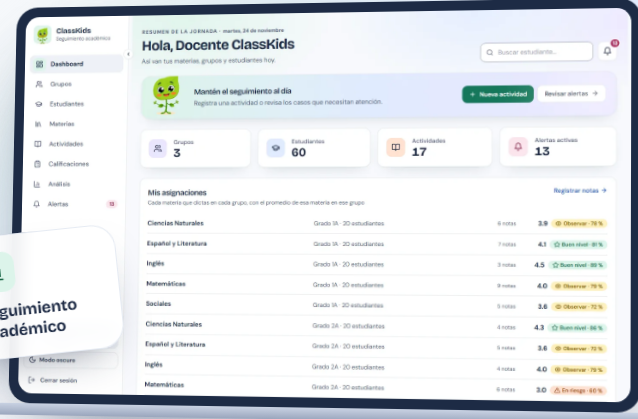 ClassKids
Seguimiento académico
Dashboard
Grupos
Estudiantes
Materias
Actividades
Calificaciones
Análisis
Alertas 13
guimiento
adémico
Modo oscuro
Cerrar sesión
RESUMEN DE LA JORNADA · martes, 24 de noviembre
Hola, Docente ClassKids
Así van tus materias, grupos y estudiantes hoy.
Buscar estudiante...
13
Mantén el seguimiento al día
Registra una actividad o revisa los casos que necesitan atención.
+ Nueva actividad
Revisar alertas →
Grupos
3
Estudiantes
60
Actividades
17
Alertas activas
13
Mis asignaciones
Cada materia que dictas en cada grupo, con el promedio de esa materia en ese grupo
Registrar notas →
Ciencias Naturales Grado 1A · 20 estudiantes 6 notas 3.9 Observar · 79 %
Español y Literatura Grado 1A · 20 estudiantes 7 notas 4.1 Buen nivel · 81 %
Inglés Grado 1A · 20 estudiantes 3 notas 4.5 Buen nivel · 89 %
Matemáticas Grado 1A · 20 estudiantes notas 4.0 Observar · 79 %
Sociales Grado 1A · 20 estudiantes 5 notas 3.6 Observar · 72 %
Ciencias Naturales Grado 2A · 20 estudiantes 4 notas 4.3 Buen nivel · 86 %
Español y Literatura Grado 2A · 20 estudiantes 5 notas 3.6 Observar · 73 %
Inglés Grado 2A · 20 estudiantes 4 notas 4.0 Observar · 79 %
Matemáticas Grado 2A · 20 estudiantes 6 notas 3.0 En riesgo · 60 %